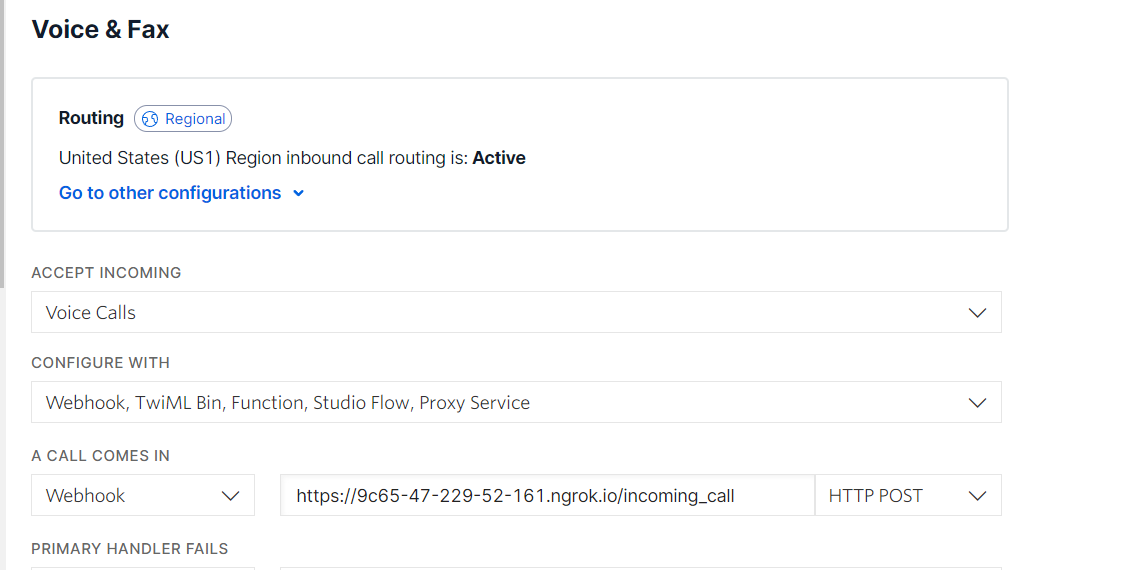 Voice & Fax
Routing Regional
United States (US1) Region inbound call routing is: Active
Go to other configurations
ACCEPT INCOMING
Voice Calls
CONFIGURE WITH
Webhook, TwiML Bin, Function, Studio Flow, Proxy Service
A CALL COMES IN
Webhook https://9c65-47-229-52-161.ngrok.io/incoming_call HTTP POST
PRIMARY HANDLER FAILS